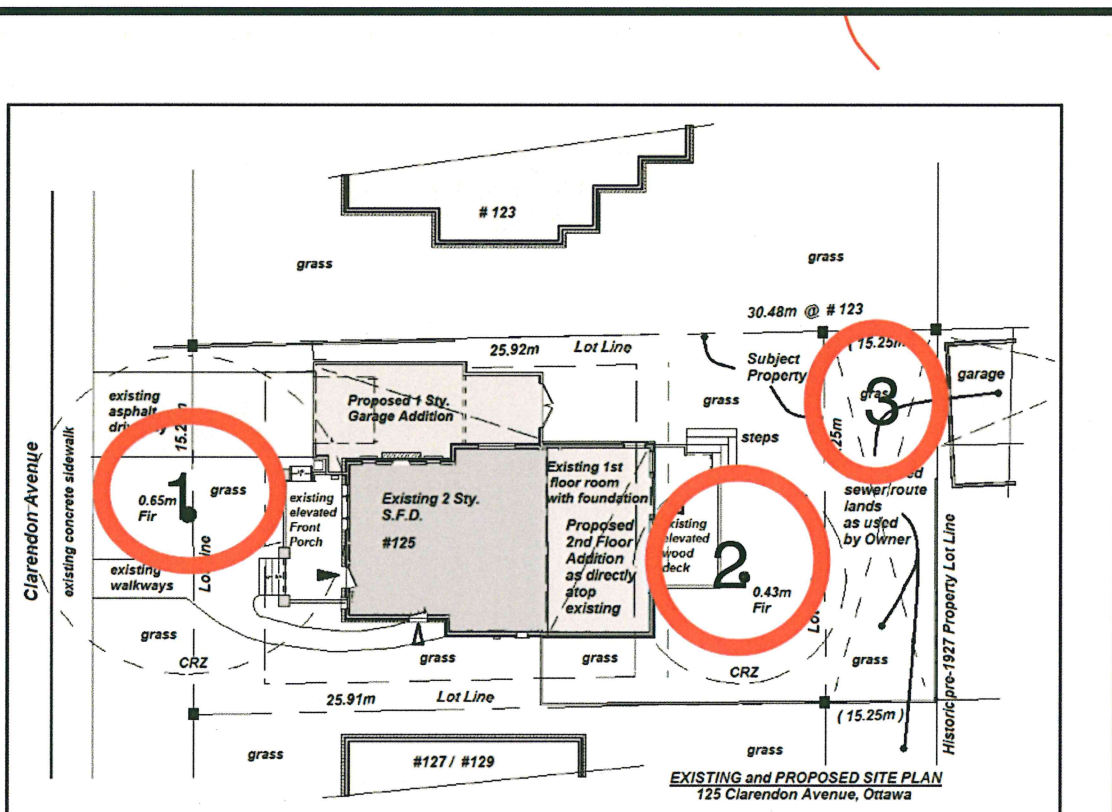 # 123
grass
grass
30.48m @ # 123
25.92m Lot Line
(15.25m)
Subject
Property
garage
existing
asphalt
Proposed 1 Sty.
Garage Addition
grass
3
steps
Clarendon Avenue
existing concrete sidewalk
1
0.65m
Fir
grass
existing
elevated
Front
Porch
Existing 2 Sty.
S.F.D.
#125
Existing 1st
floor room
with foundation
Proposed
2nd Floor
Addition
as directly
atop
existing
elevated
wood
deck
2
0.43m
Fir
sewer route
lands
as used
by Owner
existing
walkways
Lot Line
Historic pre-1927 Property Lot Line
grass
CRZ
grass
grass
CRZ
grass
25.91m Lot Line
(15.25m)
grass
#127 / #129
grass
EXISTING and PROPOSED SITE PLAN
125 Clarendon Avenue, Ottawa